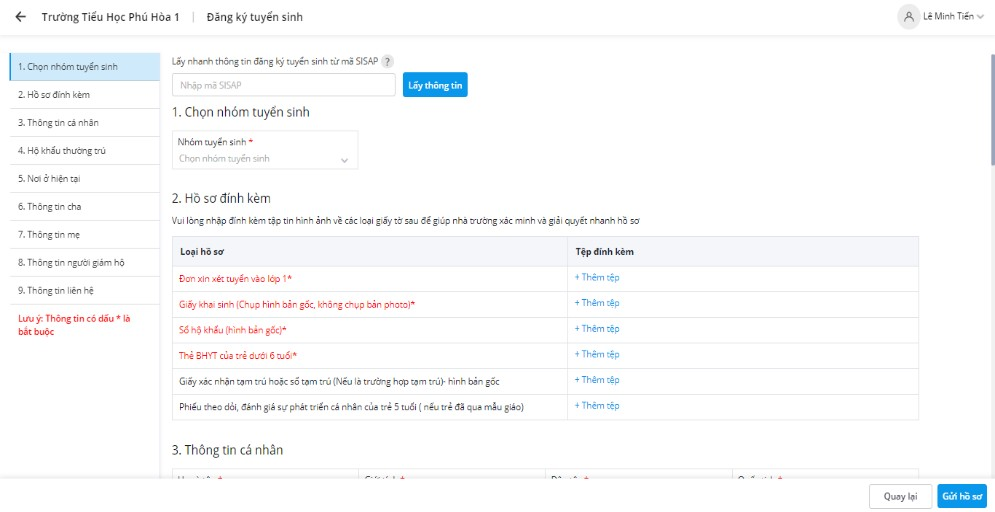 Trường Tiểu Học Phú Hòa 1 | Đăng ký tuyển sinh
Lê Minh Tiến
1. Chọn nhóm tuyển sinh
2. Hồ sơ đính kèm
3. Thông tin cá nhân
4. Hộ khẩu thường trú
5. Nơi ở hiện tại
6. Thông tin cha
7. Thông tin mẹ
8. Thông tin người giám hộ
9. Thông tin liên hệ
Lưu ý: Thông tin có dấu * là
bắt buộc
Lấy nhanh thông tin đăng ký tuyển sinh từ mã SISAP ?
Nhập mã SISAP
Lấy thông tin
1. Chọn nhóm tuyển sinh
Nhóm tuyển sinh *
Chọn nhóm tuyển sinh
2. Hồ sơ đính kèm
Vui lòng nhập đính kèm tập tin hình ảnh về các loại giấy tờ sau để giúp nhà trường xác minh và giải quyết nhanh hồ sơ
Loại hồ sơ Tệp đính kèm
Đơn xin xét tuyển vào lớp 1* + Thêm tệp
Giấy khai sinh (Chụp hình bản gốc, không chụp bản photo)* + Thêm tệp
Sổ hộ khẩu (hình bản gốc)* + Thêm tệp
Thẻ BHYT của trẻ dưới 6 tuổi* + Thêm tệp
Giấy xác nhận tạm trú hoặc sổ tạm trú (Nếu là trường hợp tạm trú)- hình bản gốc + Thêm tệp
Phiếu theo dỏi, đánh giá sự phát triển cá nhân của trẻ 5 tuổi ( nếu trẻ đã qua mẫu giáo) + Thêm tệp
3. Thông tin cá nhân
Quay lại
Gửi hồ sơ